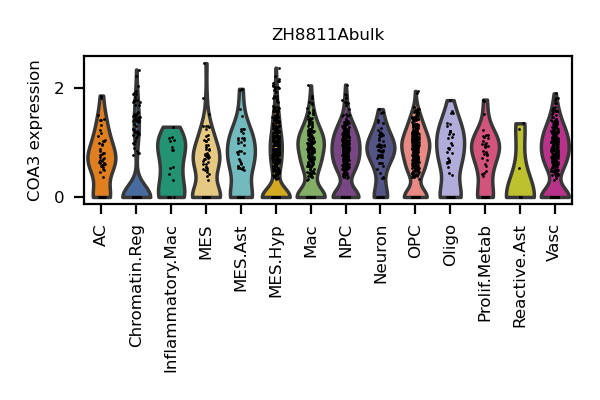 ZH8811Abulk
COA3 expression
2
0
AC
Chromatin.Reg
Inflammatory.Mac
MES
MES.Ast
MES.Hyp
Mac
NPC
Neuron
OPC
Oligo
Prolif.Metab
Reactive.Ast
Vasc